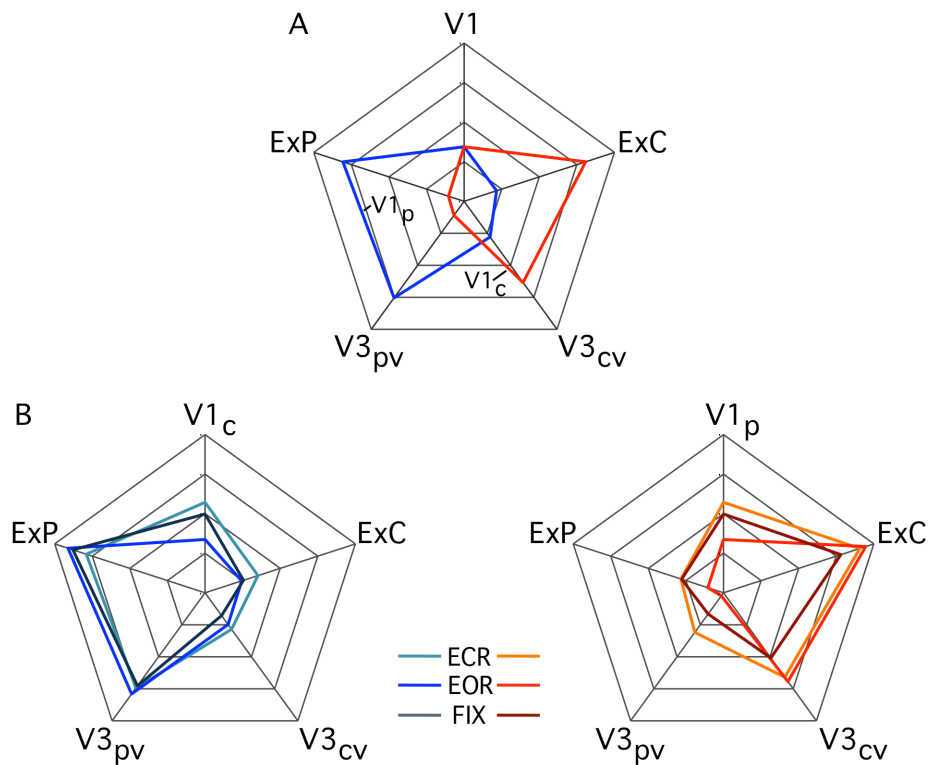 A
V1
ExP
ExC
V1p
V1c
V3pv
V3cv
B
V1c
V1p
ExP
ExC
ExP
ExC
ECR
EOR
FIX
V3pv
V3cv
V3pv
V3cv